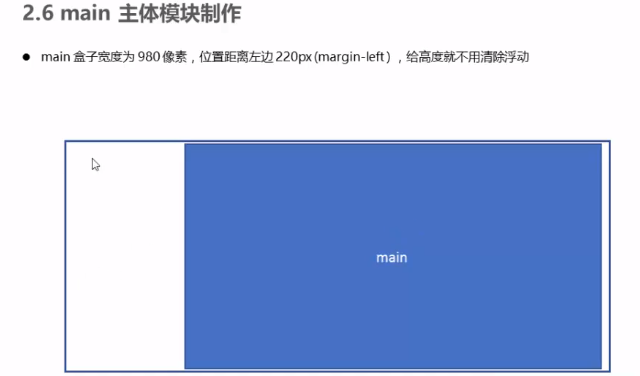 2.6 main 主体模块制作
● main 盒子宽度为 980 像素，位置距离左边 220px (margin-left) ，给高度就不用清除浮动
main